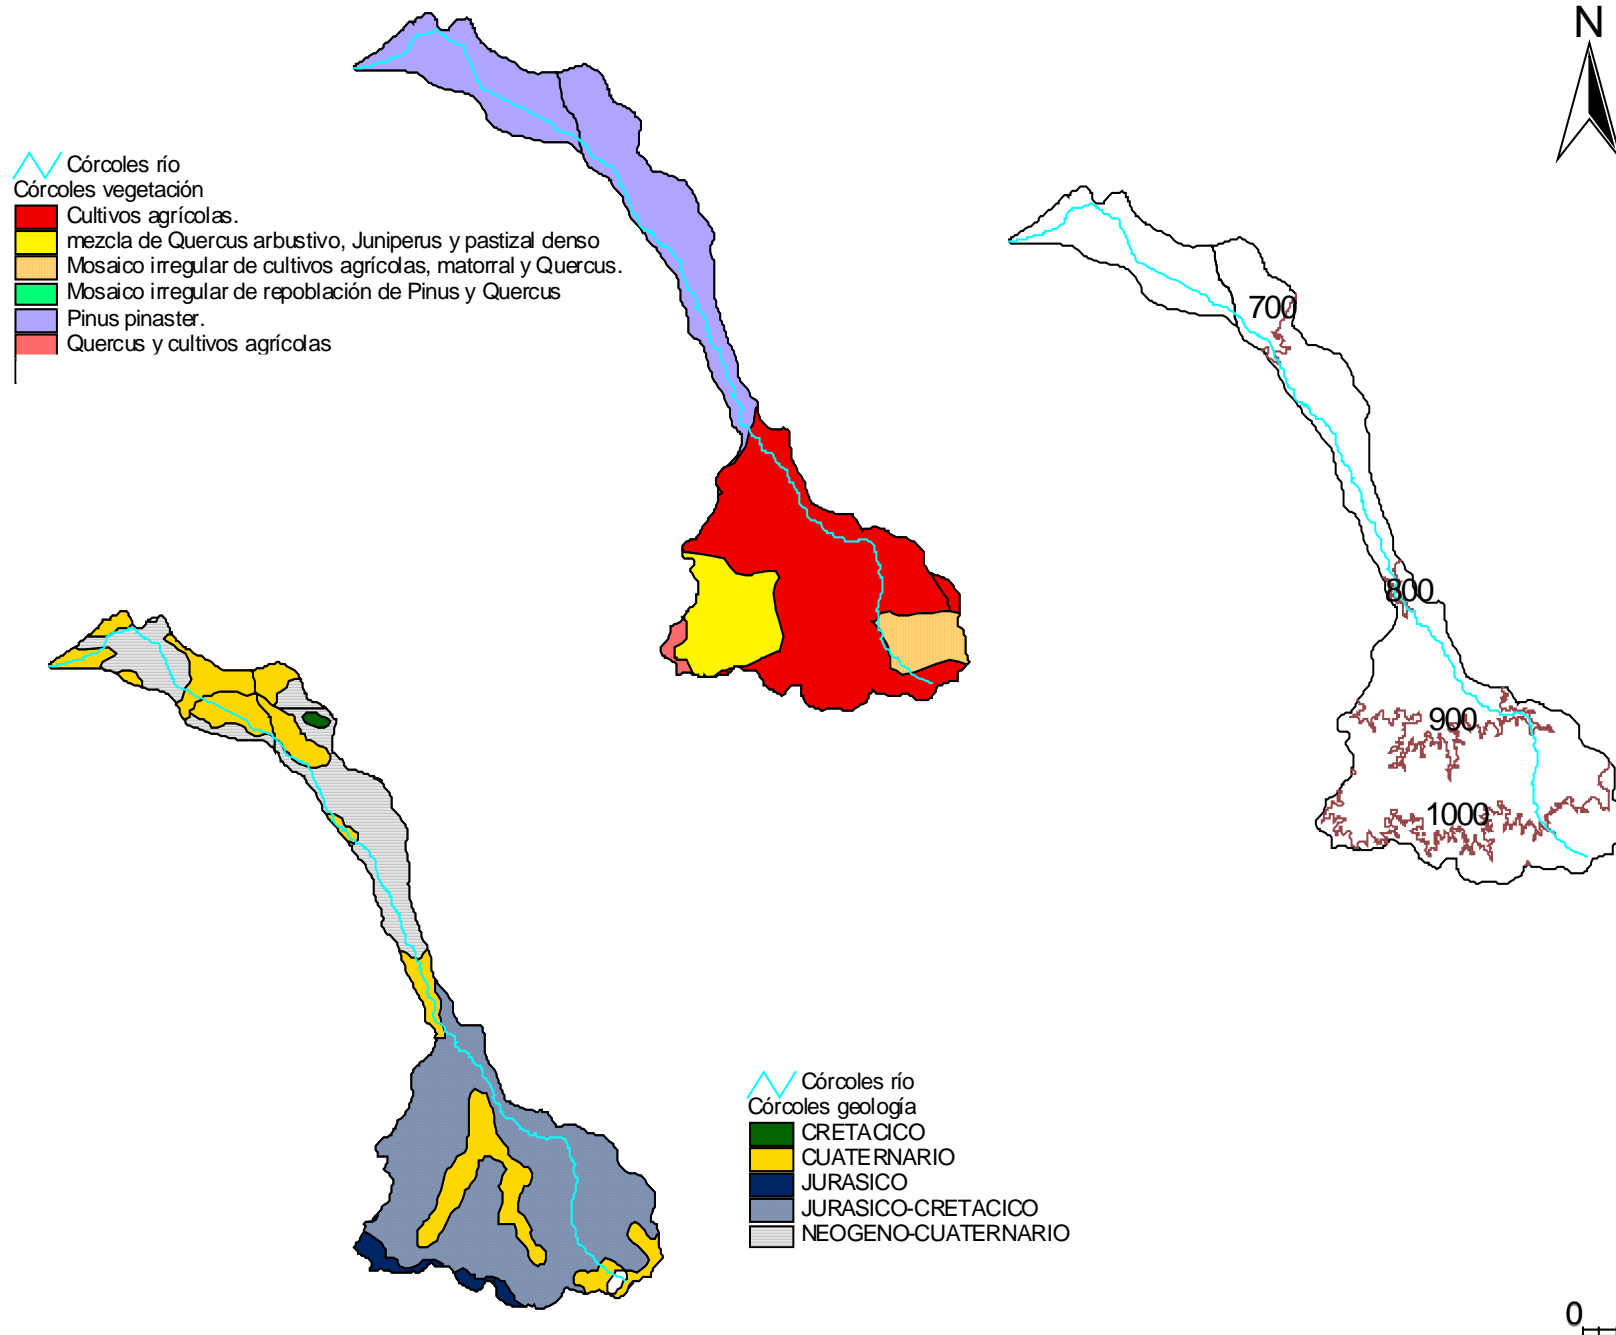 N
Córcoles río
Córcoles vegetación
Cultivos agrícolas.
mezcla de Quercus arbustivo, Juniperus y pastizal denso
Mosaico irregular de cultivos agrícolas, matorral y Quercus.
Mosaico irregular de repoblación de Pinus y Quercus
Pinus pinaster.
Quercus y cultivos agrícolas
700
800
900
1000
Córcoles río
Córcoles geología
CRETACICO
CUATERNARIO
JURASICO
JURASICO-CRETACICO
NEOGENO-CUATERNARIO
0